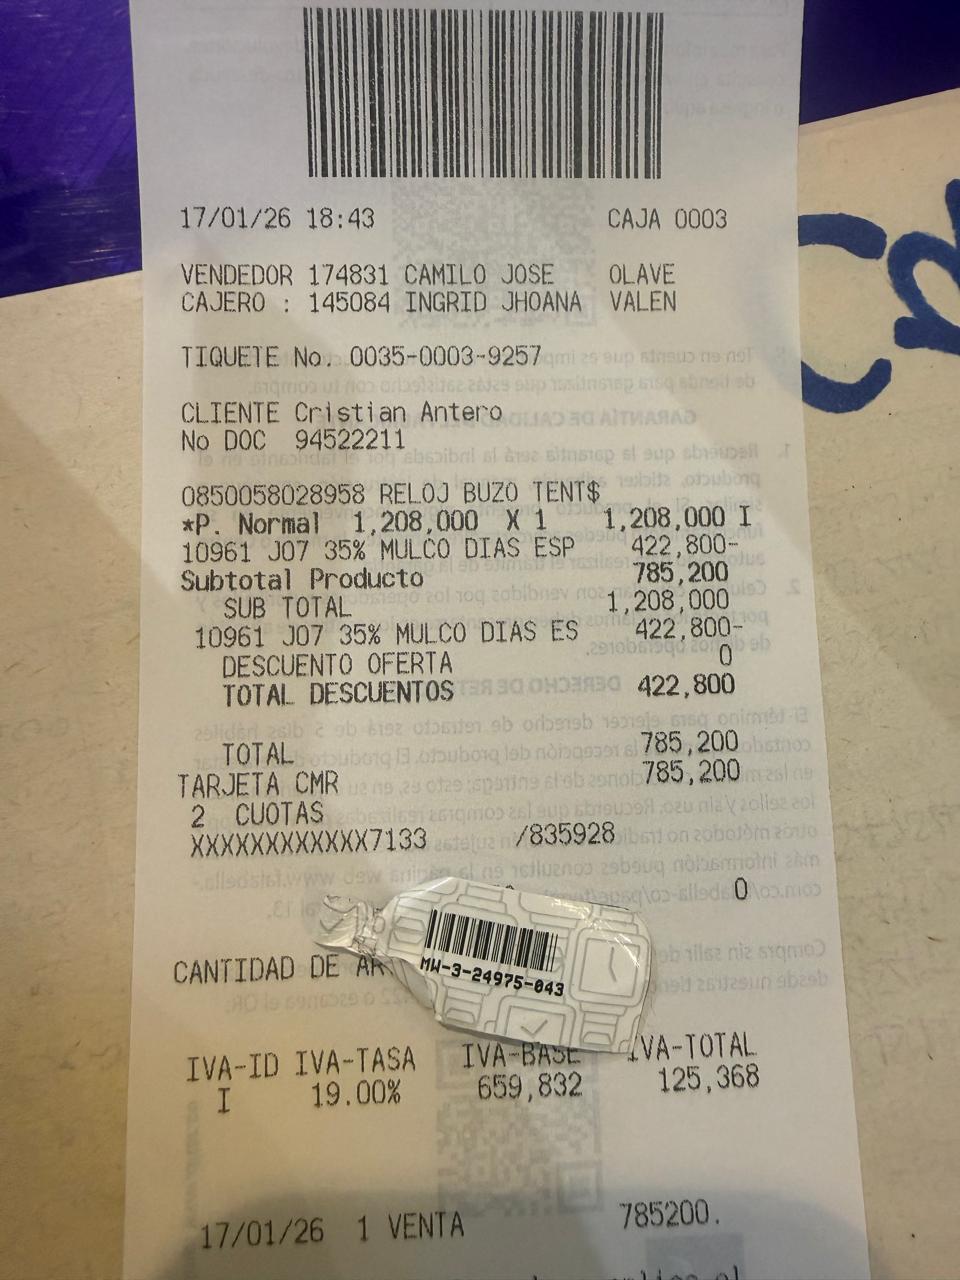 17/01/26 18:43 CAJA 0003
VENDEDOR 174831 CAMILO JOSE OLAVE
CAJERO : 145084 INGRID JHOANA VALEN
TIQUETE No. 0035-0003-9257
CLIENTE Cristian Antero
No DOC 94522211
0850058028958 RELOJ BUZO TENT$
*P. Normal 1,208,000 X 1 1,208,000 I
10961 J07 35% MULCO DIAS ESP 422,800-
Subtotal Producto 785,200
SUB TOTAL 1,208,000
10961 J07 35% MULCO DIAS ES 422,800-
DESCUENTO OFERTA 0
TOTAL DESCUENTOS 422,800
TOTAL 785,200
TARJETA CMR 785,200
2 CUOTAS
XXXXXXXXXXXX7133 /835928
0
MW-3-24975-043
CANTIDAD DE
IVA-ID IVA-TASA IVA-BASE IVA-TOTAL
I 19.00% 659,832 125,368
17/01/26 1 VENTA 785200.